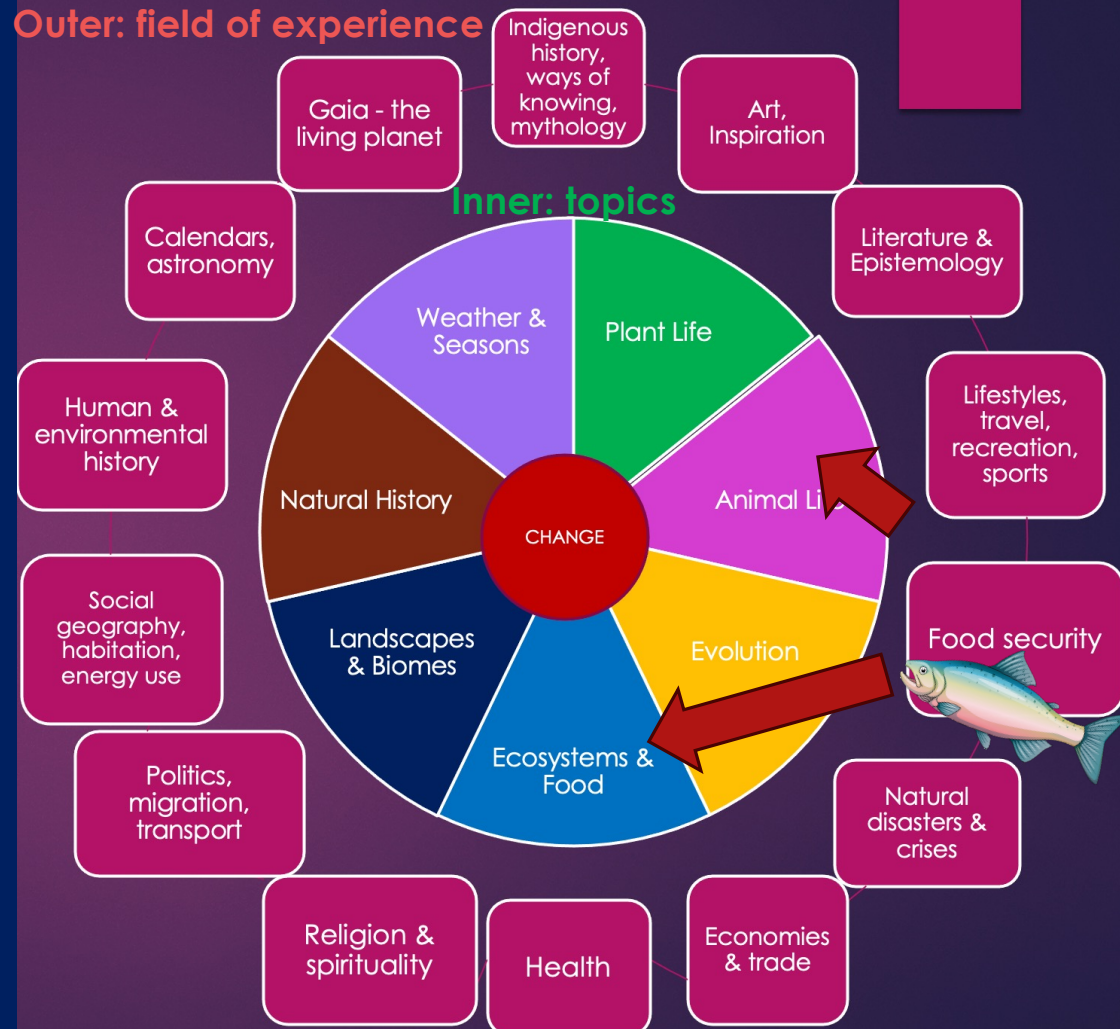 Outer: field of experience
Indigenous
history,
ways of
knowing,
mythology
Art,
Inspiration
Literature &
Epistemology
Lifestyles,
travel,
recreation,
sports
Food security
Natural
disasters &
crises
Economies
& trade
Health
Religion &
spirituality
Politics,
migration,
transport
Social
geography,
habitation,
energy use
Human &
environmental
history
Calendars,
astronomy
Gaia - the
living planet
Inner: topics
Plant Life
Animal Life
Evolution
Ecosystems &
Food
Landscapes
& Biomes
Natural History
Weather &
Seasons
CHANGE